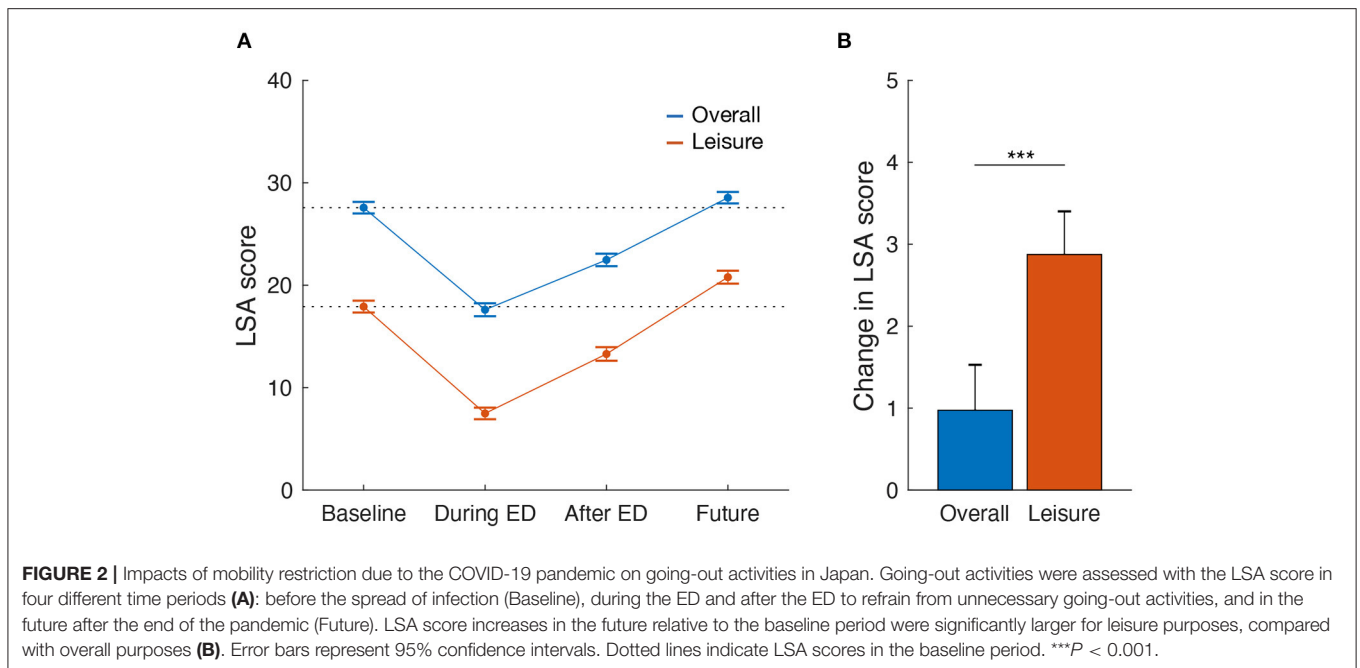 A
B
40
30
20
10
0
LSA score
Overall
Leisure
Baseline During ED After ED Future
5
4
3
2
1
0
Change in LSA score
***
Overall Leisure
FIGURE 2 | Impacts of mobility restriction due to the COVID-19 pandemic on going-out activities in Japan. Going-out activities were assessed with the LSA score in
four different time periods (A): before the spread of infection (Baseline), during the ED and after the ED to refrain from unnecessary going-out activities, and in the
future after the end of the pandemic (Future). LSA score increases in the future relative to the baseline period were significantly larger for leisure purposes, compared
with overall purposes (B). Error bars represent 95% confidence intervals. Dotted lines indicate LSA scores in the baseline period. ***P < 0.001.